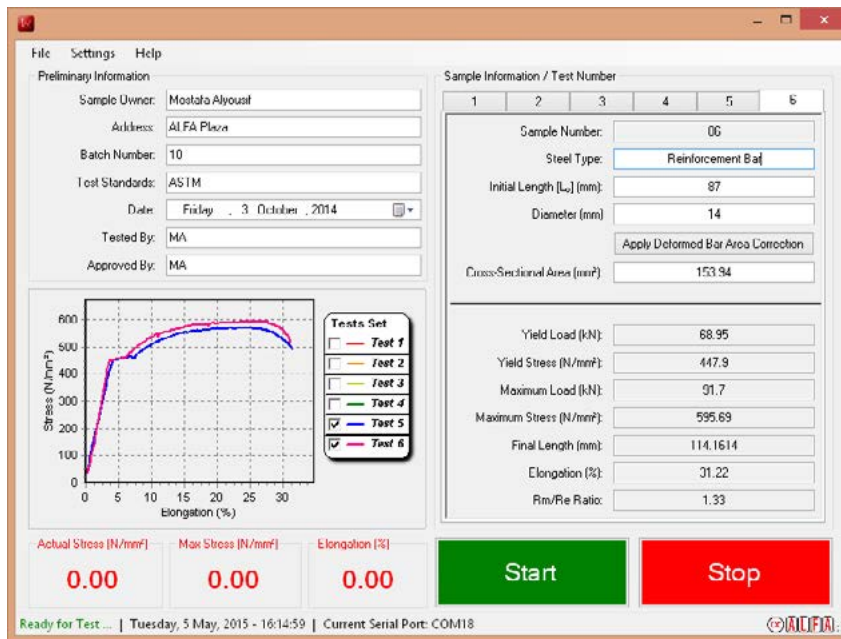 File Settings Help
Preliminary Information
Sample Owner: Mostafa Alyousif
Address: ALFA Plaza
Batch Number: 10
Test Standards: ASTM
Date: Friday , 3 October , 2014
Tested By: MA
Approved By: MA
600
500
400
300
200
100
0
Stress (N/mm²)
0 5 10 15 20 25 30
Elongation (%)
Tests Set
Test 1
Test 2
Test 3
Test 4
Test 5
Test 6
Sample Information / Test Number
1 2 3 4 5 6
Sample Number: 06
Steel Type: Reinforcement Bar
Initial Length [L₀] (mm): 87
Diameter (mm) 14
Apply Deformed Bar Area Correction
Cross-Sectional Area (mm²): 153.94
Yield Load (kN): 68.95
Yield Stress (N/mm²): 447.9
Maximum Load (kN): 91.7
Maximum Stress (N/mm²): 595.69
Final Length (mm): 114.1614
Elongation (%): 31.22
Rm/Re Ratio: 1.33
Actual Stress (N/mm²) Max Stress (N/mm²) Elongation (%)
0.00 0.00 0.00
Start Stop
Ready for Test ... | Tuesday, 5 May, 2015 - 16:14:59 | Current Serial Port: COM18
ALFA